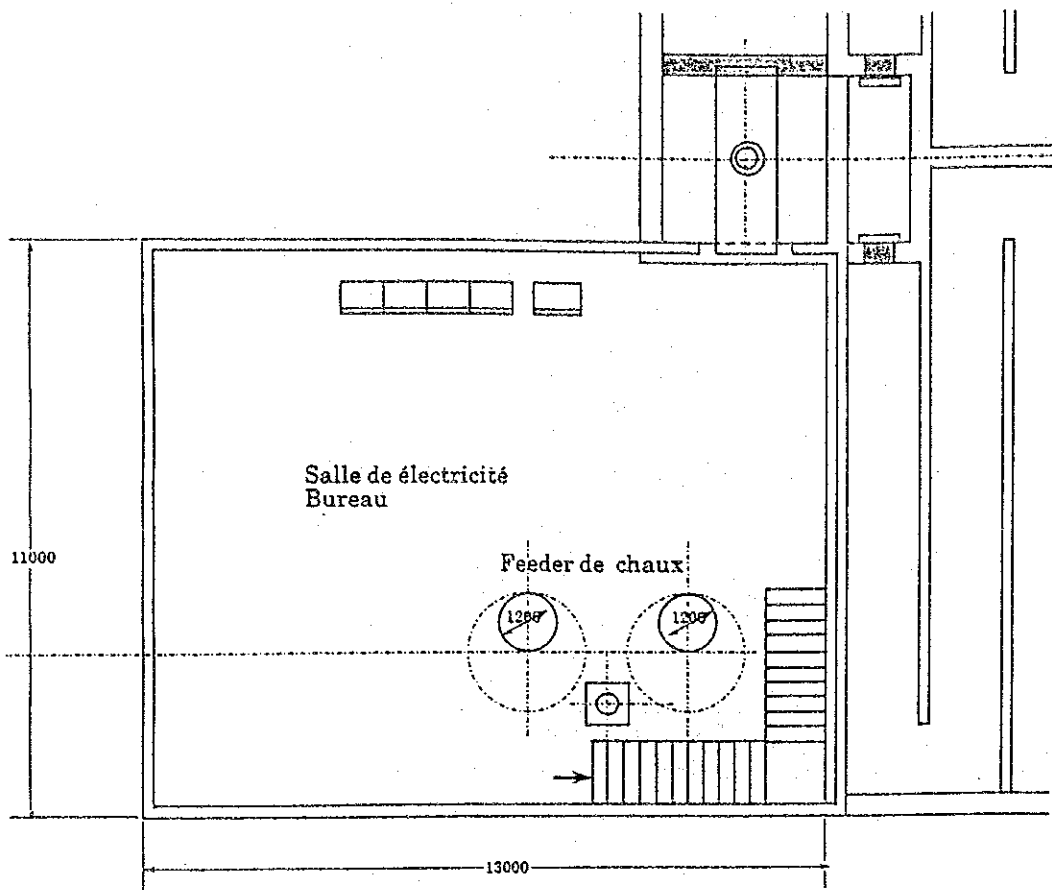 Salle de électricité
Bureau
11000
Feeder de chaux
1200
1200
13000